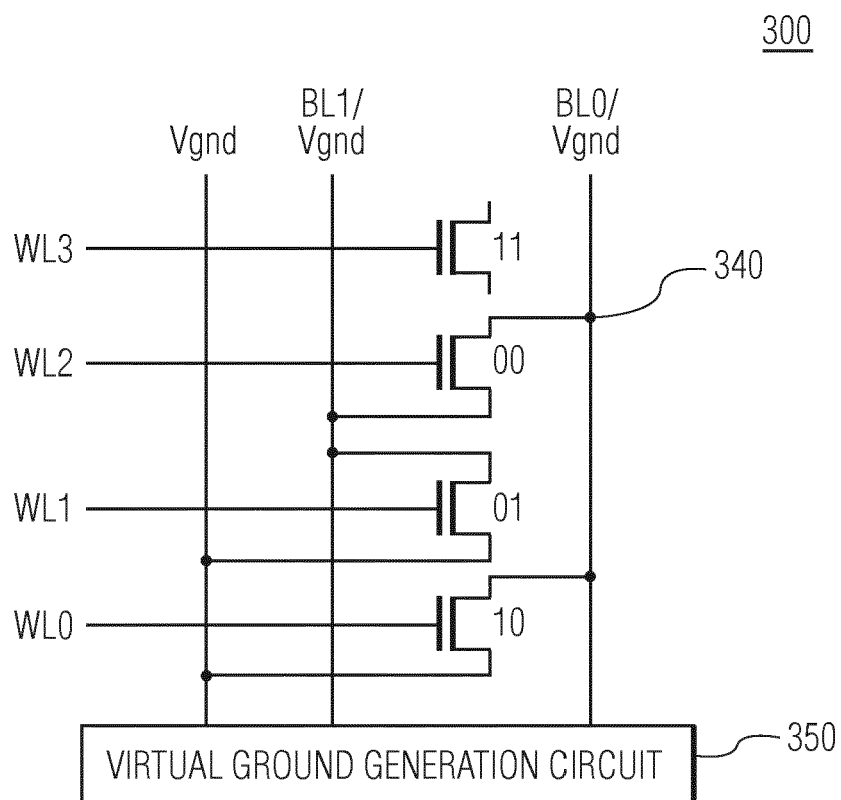 300
BL1/ BL0/
Vgnd Vgnd Vgnd
WL3 11
340
WL2 00
WL1 01
WL0 10
350
VIRTUAL GROUND GENERATION CIRCUIT